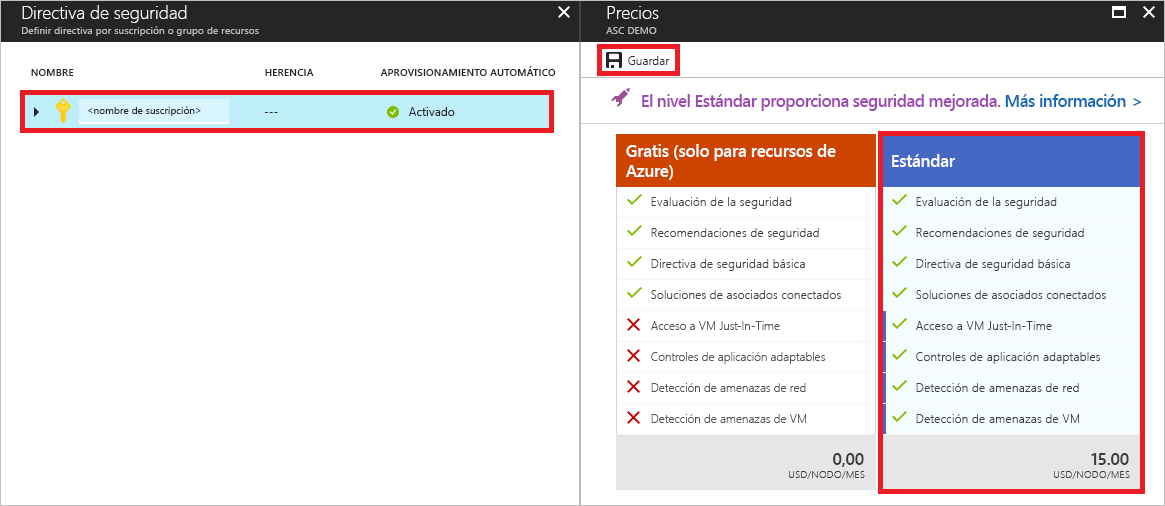 Directiva de seguridad
Definir directiva por suscripción o grupo de recursos
NOMBRE HERENCIA APROVISIONAMIENTO AUTOMÁTICO
<nombre de suscripción> --- Activado
Precios
ASC DEMO
Guardar
El nivel Estándar proporciona seguridad mejorada. Más información >
Gratis (solo para recursos de
Azure)
Evaluación de la seguridad
Recomendaciones de seguridad
Directiva de seguridad básica
Soluciones de asociados conectados
Acceso a VM Just-In-Time
Controles de aplicación adaptables
Detección de amenazas de red
Detección de amenazas de VM
0,00
USD/NODO/MES
Estándar
Evaluación de la seguridad
Recomendaciones de seguridad
Directiva de seguridad básica
Soluciones de asociados conectados
Acceso a VM Just-In-Time
Controles de aplicación adaptables
Detección de amenazas de red
Detección de amenazas de VM
15.00
USD/NODO/MES